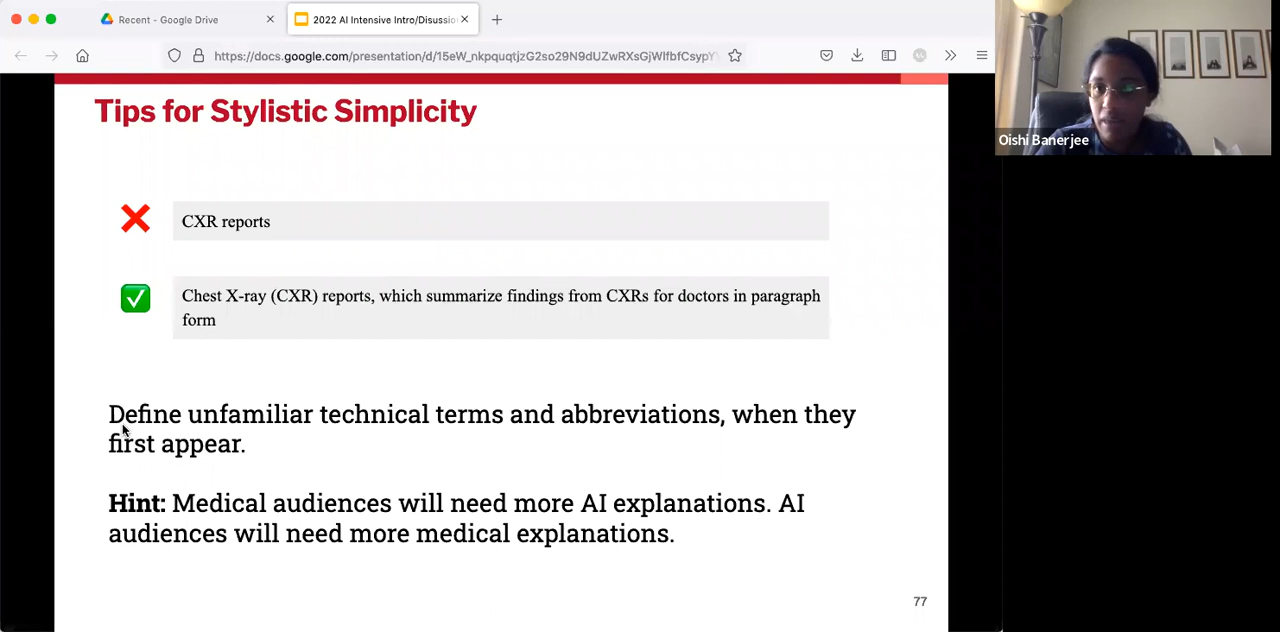 Recent - Google Drive
2022 AI Intensive Intro/Disussio
https://docs.google.com/presentation/d/15eW_nkpquqtjzG2so29N9dUZwRXsGjWlfbfCsypY
Oishi Banerjee
Tips for Stylistic Simplicity
CXR reports
Chest X-ray (CXR) reports, which summarize findings from CXRs for doctors in paragraph
form
Define unfamiliar technical terms and abbreviations, when they
first appear.
Hint: Medical audiences will need more AI explanations. AI
audiences will need more medical explanations.
77